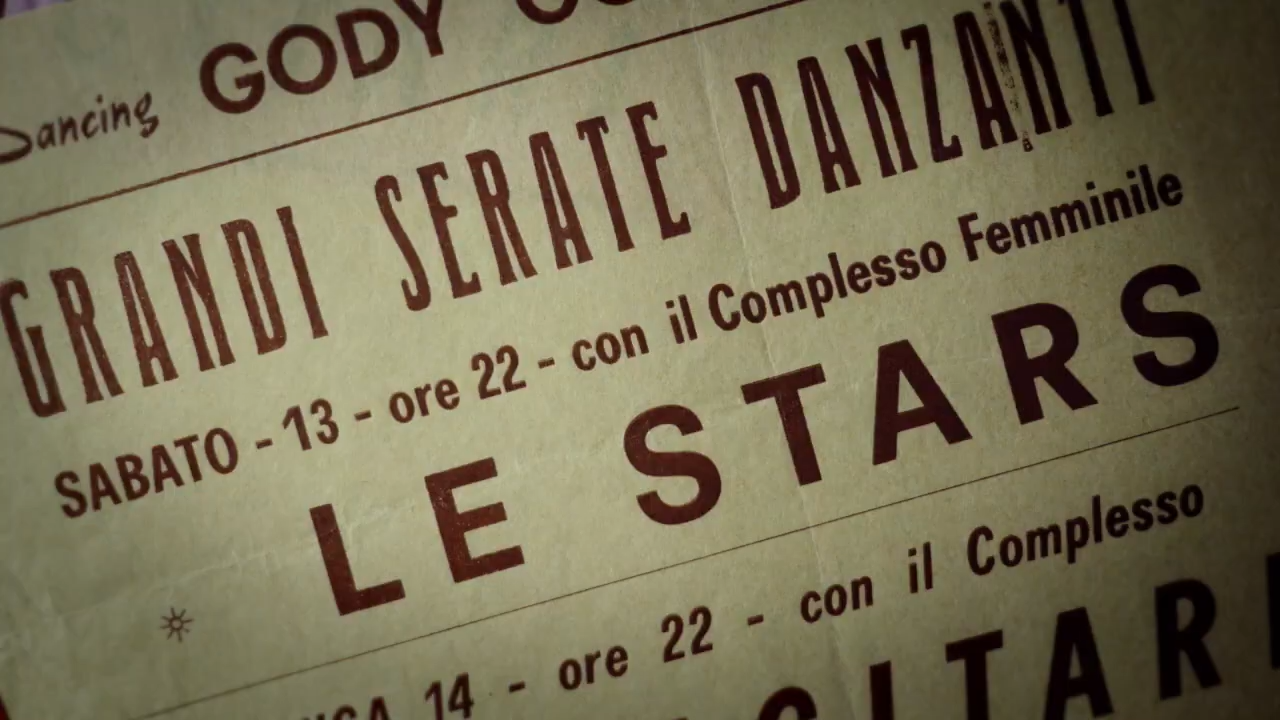 Dancing GODY
GRANDI SERATE DANZANTI
SABATO - 13 - ore 22 - con il Complesso Femminile
LE STARS
14 - ore 22 - con il Complesso